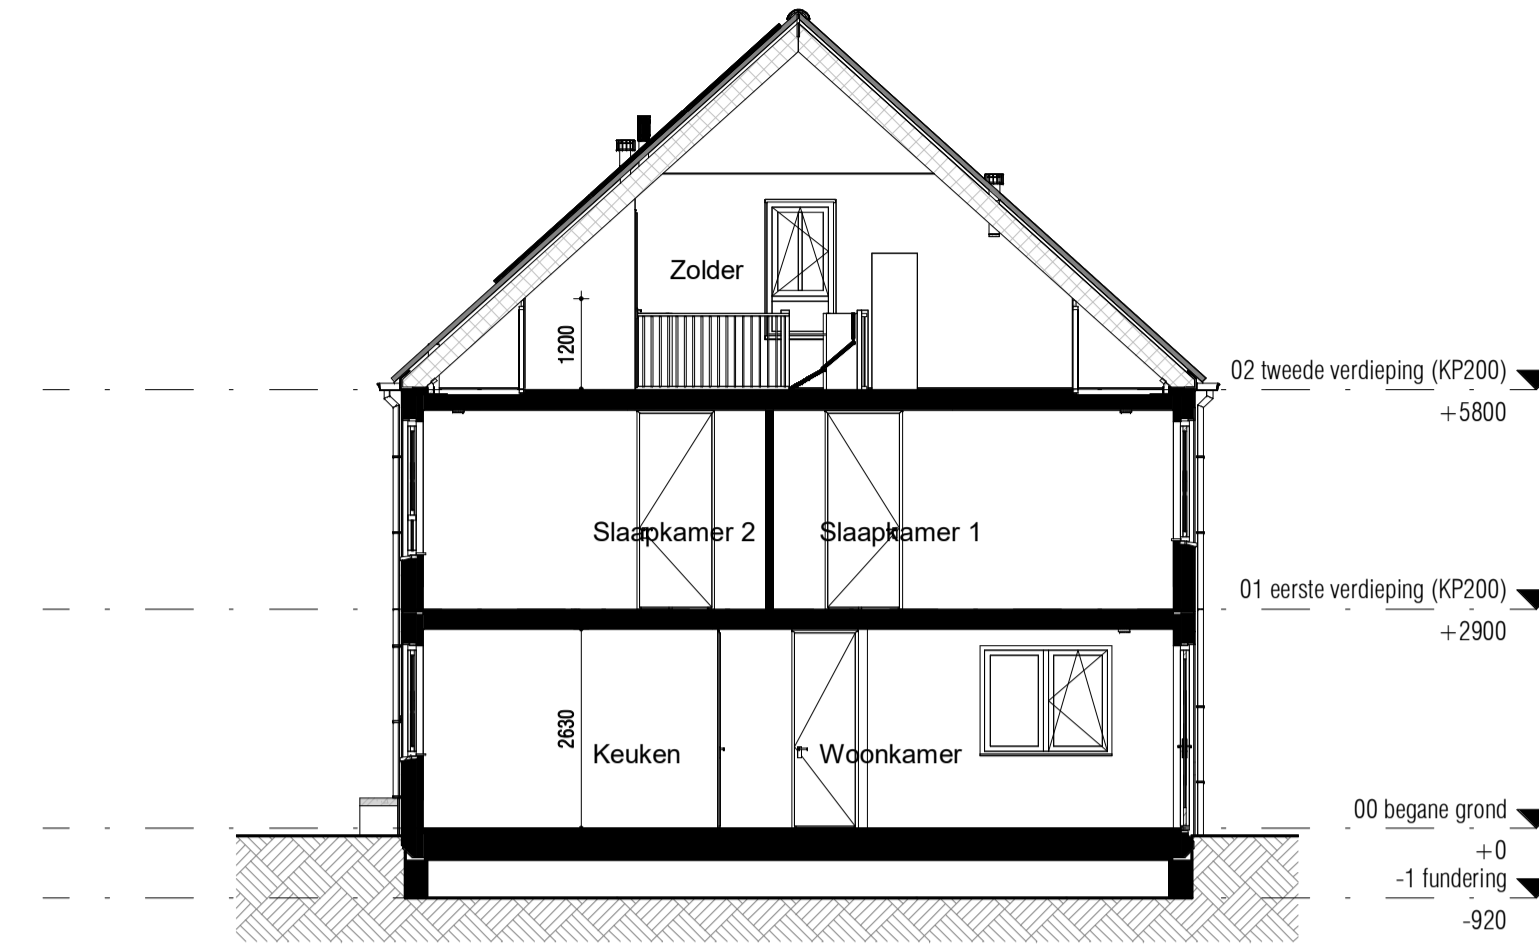 Zolder
1200
02 tweede verdieping (KP200)
+5800
Slaapkamer 2
Slaapkamer 1
01 eerste verdieping (KP200)
+2900
2630
Keuken
Woonkamer
00 begane grond
+0
-1 fundering
-920